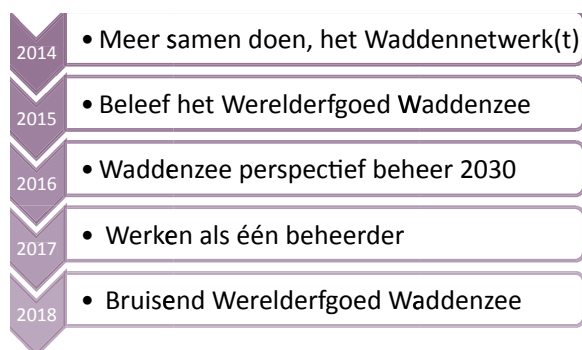 2014
• Meer samen doen, het Waddennetwerk(t)
2015
• Beleef het Werelderfgoed Waddenzee
2016
• Waddenzee perspectief beheer 2030
2017
• Werken als één beheerder
2018
• Bruisend Werelderfgoed Waddenzee